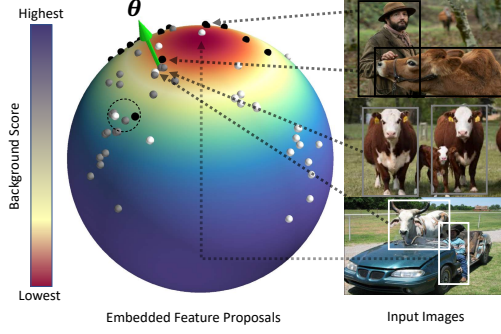 Highest
θ
Background Score
Lowest
Embedded Feature Proposals
Input Images